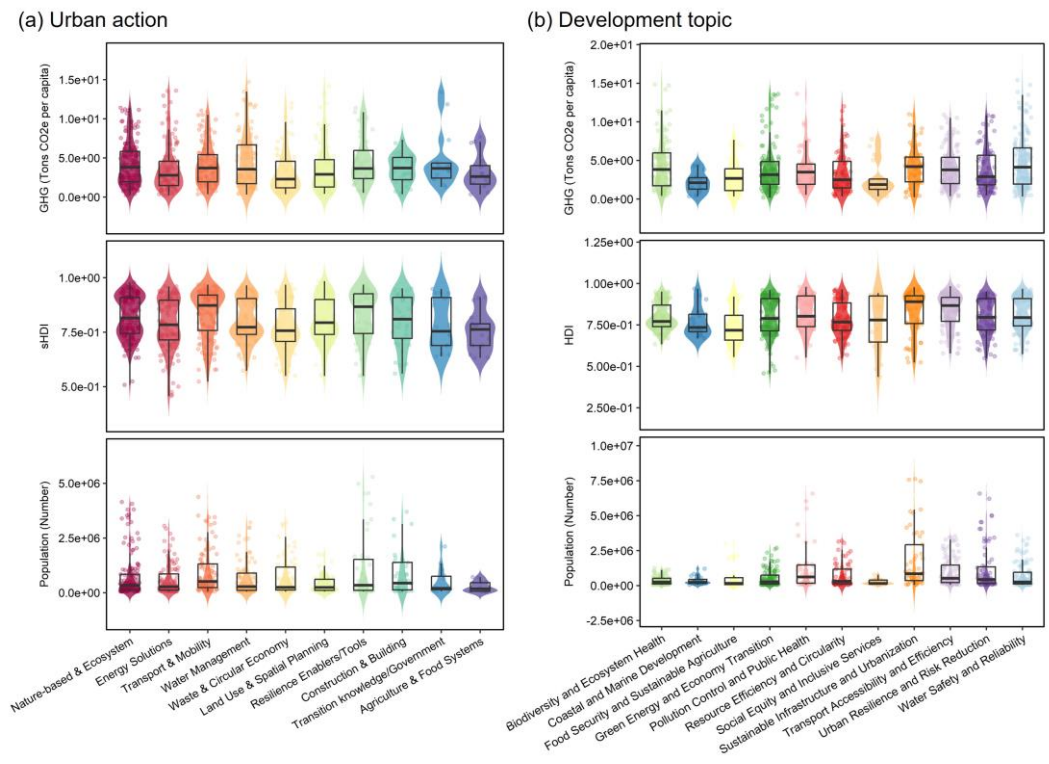 (a) Urban action
GHG (Tons CO2e per capita)
1.5e+01
1.0e+01
5.0e+00
0.0e+00
sHDI
1.0e+00
7.5e-01
5.0e-01
Population (Number)
5.0e+06
2.5e+06
0.0e+00
Nature-based & Ecosystem
Energy Solutions
Transport & Mobility
Water Management
Waste & Circular Economy
Land Use & Spatial Planning
Resilience Enablers/Tools
Construction & Building
Transition knowledge/Government
Agriculture & Food Systems
(b) Development topic
GHG (Tons CO2e per capita)
2.0e+01
1.5e+01
1.0e+01
5.0e+00
0.0e+00
HDI
1.25e+00
1.00e+00
7.50e-01
5.00e-01
2.50e-01
Population (Number)
1.0e+07
7.5e+06
5.0e+06
2.5e+06
0.0e+00
-2.5e+06
Biodiversity and Ecosystem Health
Coastal and Marine Development
Food Security and Sustainable Agriculture
Green Energy and Economy Transition
Pollution Control and Public Health
Resource Efficiency and Circularity
Social Equity and Inclusive Services
Sustainable Infrastructure and Urbanization
Transport Accessibility and Efficiency
Urban Resilience and Risk Reduction
Water Safety and Reliability